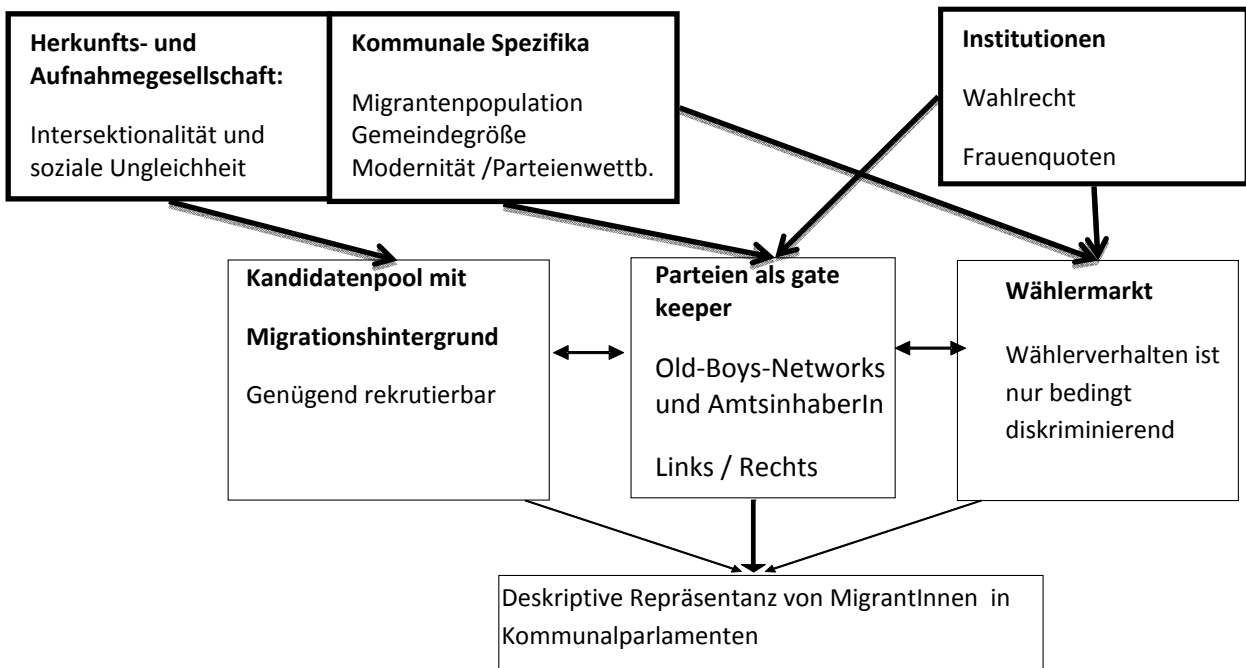 Herkunfts- und
Aufnahmegesellschaft:
Intersektionalität und
soziale Ungleichheit
Kommunale Spezifika
Migrantenpopulation
Gemeindegröße
Modernität /Parteienwettb.
Institutionen
Wahlrecht
Frauenquoten
Kandidatenpool mit
Migrationshintergrund
Genügend rekrutierbar
Parteien als gate
keeper
Old-Boys-Networks
und AmtsinhaberIn
Links / Rechts
Wählermarkt
Wählerverhalten ist
nur bedingt
diskriminierend
Deskriptive Repräsentanz von MigrantInnen in
Kommunalparlamenten